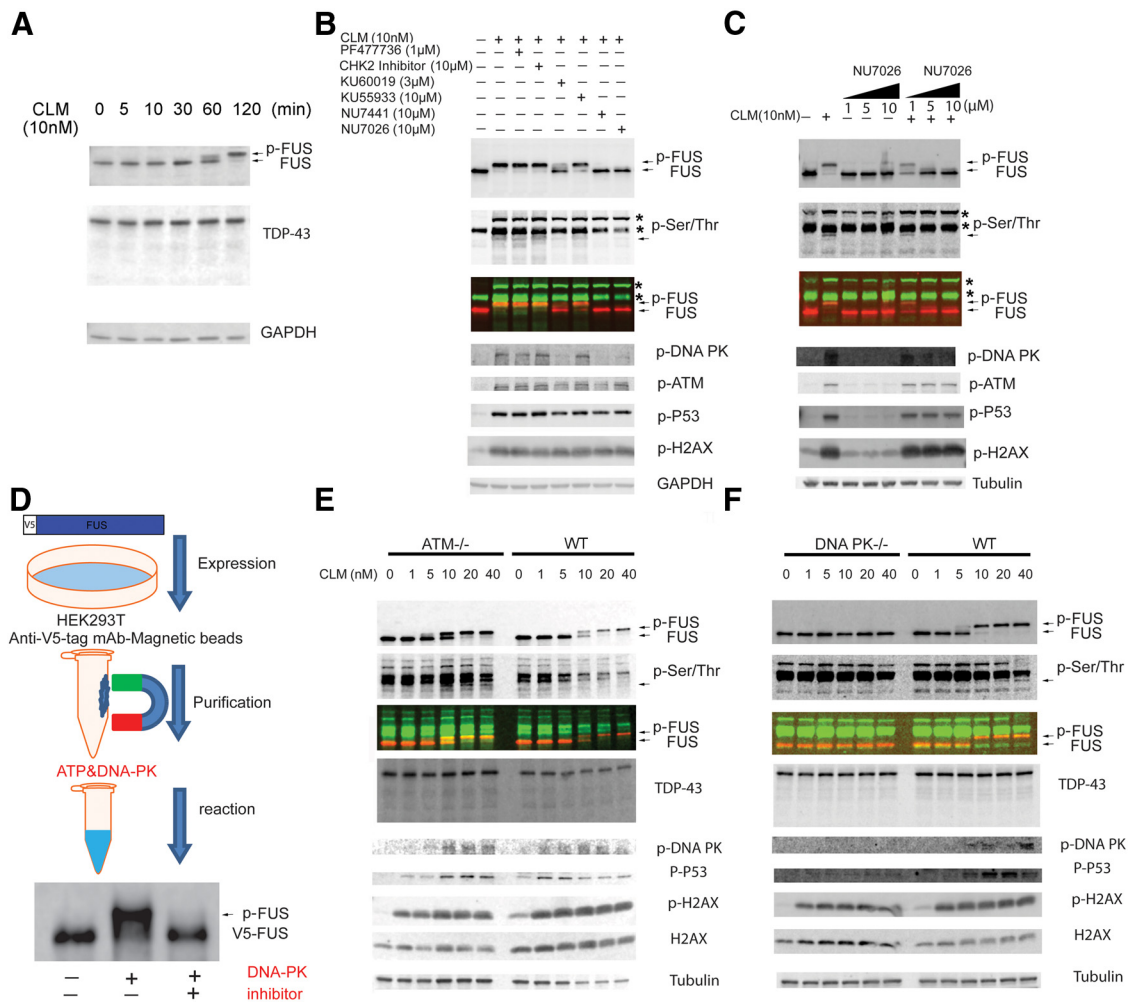 A
CLM 0 5 10 30 60 120 (min)
(10nM)
p-FUS
FUS
TDP-43
GAPDH
B
CLM (10nM) – + + + + + + +
PF477736 (1µM) – – + – – – – –
CHK2 Inhibitor (10µM) – – – + – – – –
KU60019 (3µM) – – – – + – – –
KU55933 (10µM) – – – – – + – –
NU7441 (10µM) – – – – – – + –
NU7026 (10µM) – – – – – – – +
p-FUS
FUS
*
* p-Ser/Thr
*
* p-FUS
FUS
p-DNA PK
p-ATM
p-P53
p-H2AX
GAPDH
C
NU7026 NU7026
1 5 10 1 5 10 (µM)
CLM(10nM) – + – – – + + +
p-FUS
FUS
*
* p-Ser/Thr
*
* p-FUS
FUS
p-DNA PK
p-ATM
p-P53
p-H2AX
Tubulin
D
V5 FUS
Expression
HEK293T
Anti-V5-tag mAb-Magnetic beads
Purification
ATP&DNA-PK
reaction
p-FUS
V5-FUS
– + + DNA-PK
– – + inhibitor
E
ATM-/- WT
CLM (nM) 0 1 5 10 20 40 0 1 5 10 20 40
p-FUS
FUS
p-Ser/Thr
p-FUS
FUS
TDP-43
p-DNA PK
P-P53
p-H2AX
H2AX
Tubulin
F
DNA PK-/- WT
0 1 5 10 20 40 0 1 5 10 20 40
p-FUS
FUS
p-Ser/Thr
p-FUS
FUS
TDP-43
p-DNA PK
P-P53
p-H2AX
H2AX
Tubulin